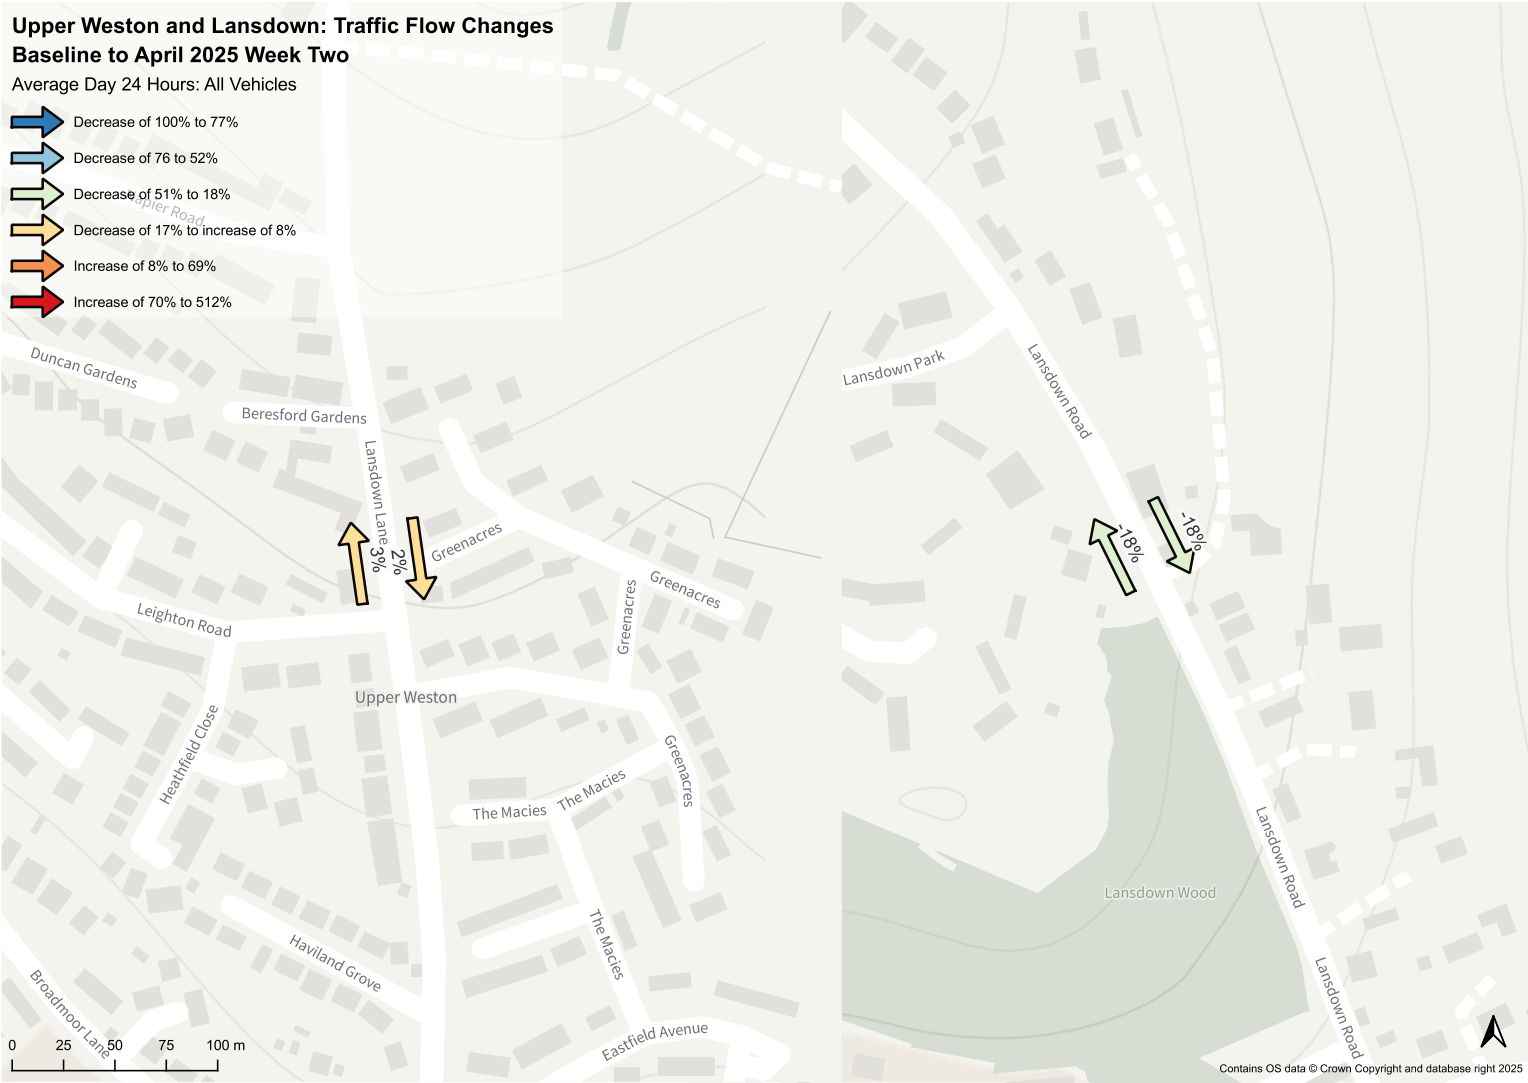 Upper Weston and Lansdown: Traffic Flow Changes
Baseline to April 2025 Week Two
Average Day 24 Hours: All Vehicles
Decrease of 100% to 77%
Decrease of 76 to 52%
Decrease of 51% to 18%
Decrease of 17% to increase of 8%
Increase of 8% to 69%
Increase of 70% to 512%
Napier Road
Duncan Gardens
Beresford Gardens
Lansdown Lane
Greenacres
3%
2%
Greenacres
Greenacres
Leighton Road
Upper Weston
Heathfield Close
Greenacres
The Macies
The Macies
The Macies
Haviland Grove
Broadmoor Lane
Eastfield Avenue
0 25 50 75 100 m
Lansdown Park
Lansdown Road
-18%
-18%
Lansdown Road
Lansdown Wood
Lansdown Road
Contains OS data © Crown Copyright and database right 2025